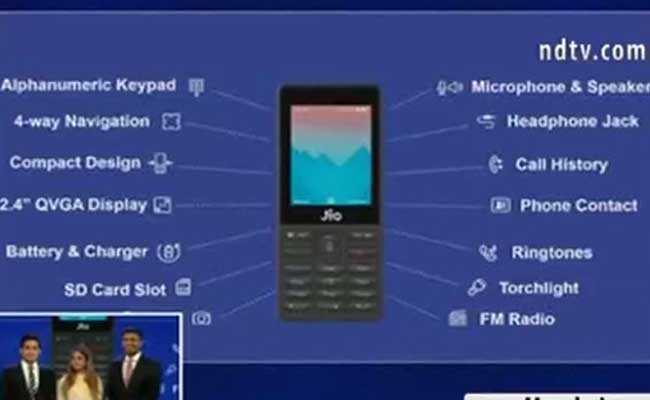 ndtv.com
Alphanumeric Keypad
4-way Navigation
Compact Design
2.4" QVGA Display
Battery & Charger
SD Card Slot
Microphone & Speaker
Headphone Jack
Call History
Phone Contact
Ringtones
Torchlight
FM Radio
Jio
Jio